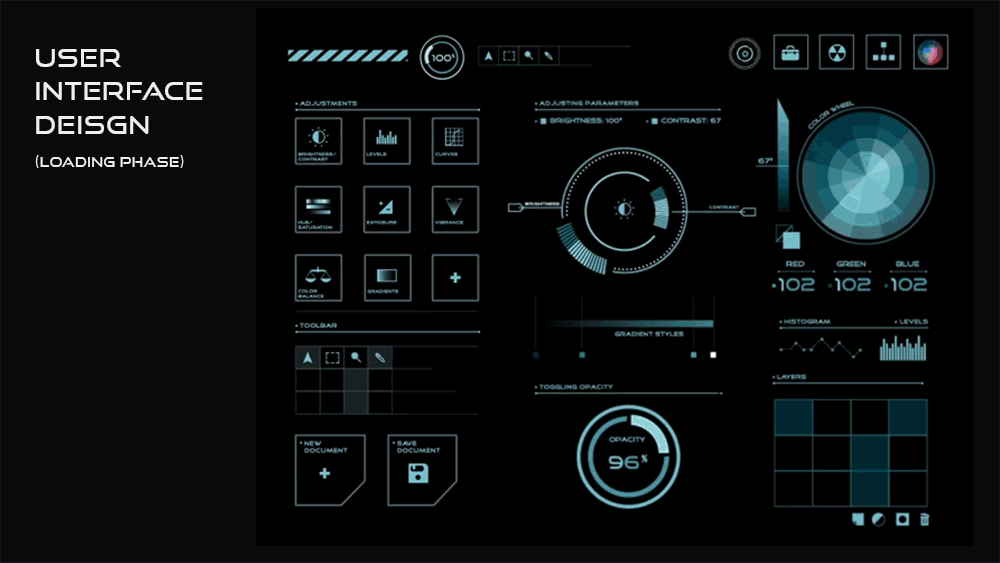 USER
INTERFACE
DEISGN
(LOADING PHASE)
100%
ADJUSTMENTS
BRIGHTNESS/
CONTRAST
LEVELS
CURVES
HUE/
SATURATION
EXPOSURE
VIBRANCE
COLOR
BALANCE
GRADIENTS
TOOLBAR
NEW
DOCUMENT
SAVE
DOCUMENT
ADJUSTING PARAMETERS
BRIGHTNESS: 100° CONTRAST: 67
BRIGHTNESS
CONTRAST
GRADIENT STYLES
TOGGLING OPACITY
OPACITY
96%
COLOR WHEEL
67°
RED GREEN BLUE
102 102 102
HISTOGRAM LEVELS
LAYERS